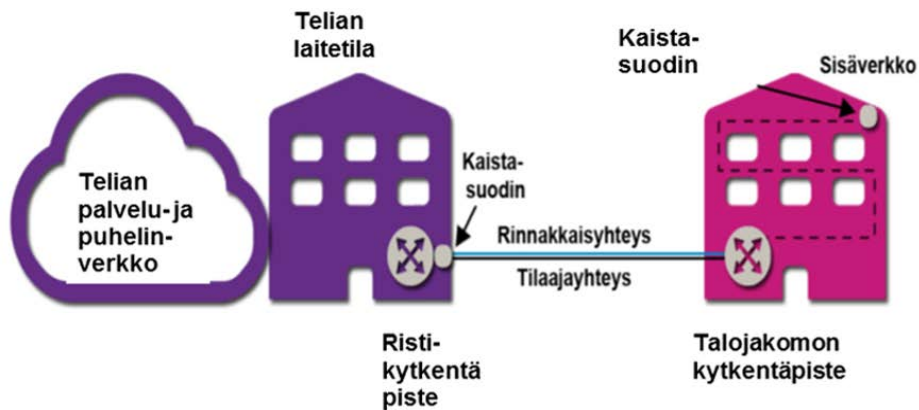 Telian
laitetila
Kaista-
suodin
Sisäverkko
Telian
palvelu- ja
puhelin-
verkko
Kaista-
suodin
Rinnakkaisyhteys
Tilaajayhteys
Risti-
kytkentä
piste
Talojakomon
kytkentäpiste